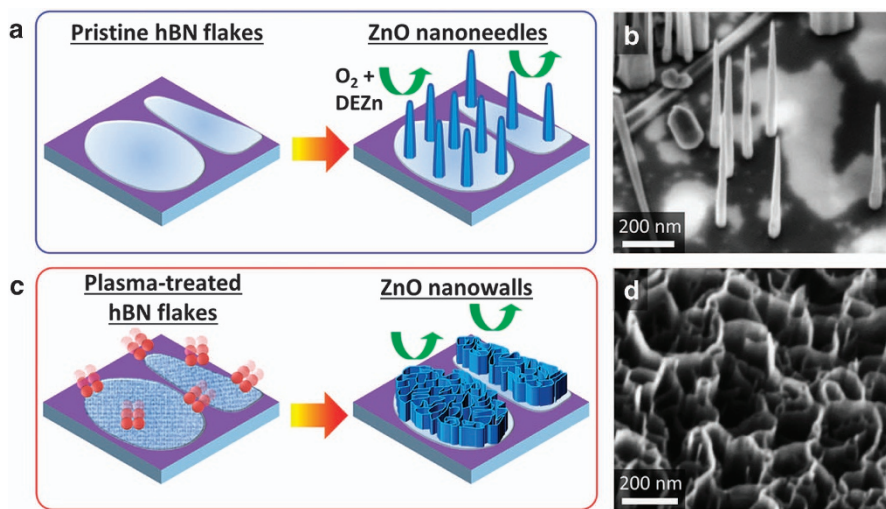 a
Pristine hBN flakes
ZnO nanoneedles
O₂ +
DEZn
b
200 nm
c
Plasma-treated
hBN flakes
ZnO nanowalls
d
200 nm